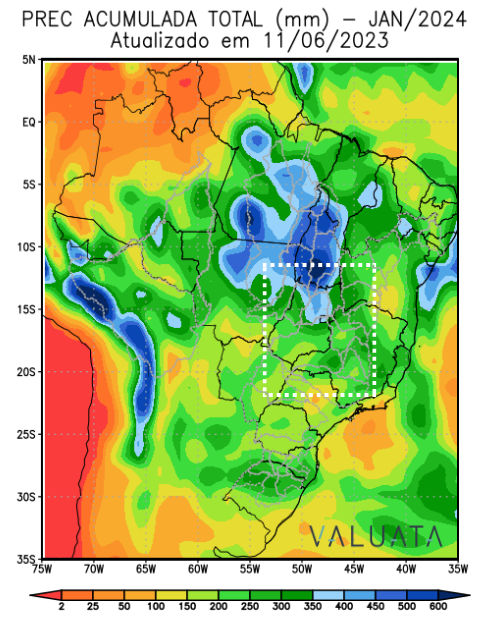 PREC ACUMULADA TOTAL (mm) – JAN/2024
Atualizado em 11/06/2023
5N
EQ
5S
10S
15S
20S
25S
30S
35S
VALUATA
75W 70W 65W 60W 55W 50W 45W 40W 35W
2 25 50 100 150 200 250 300 350 400 450 500 600